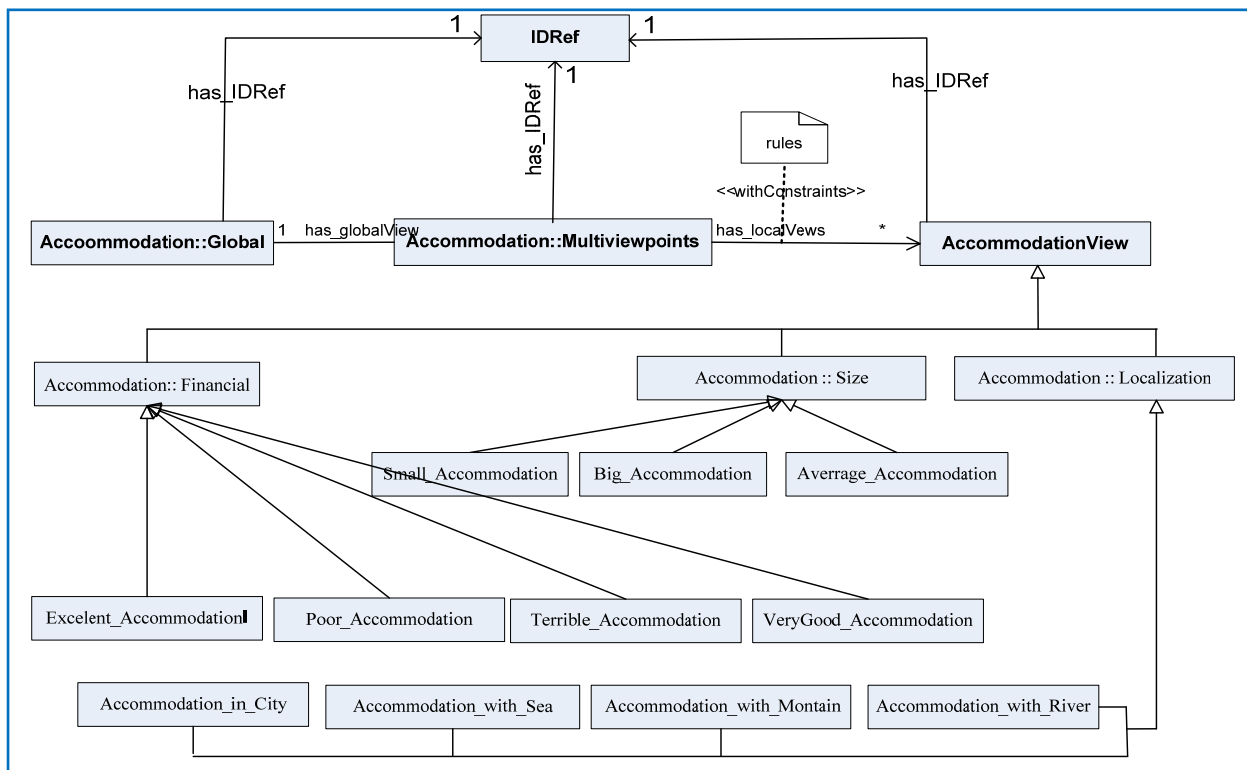 1
IDRef
1
1
has_IDRef
has_IDRef
has_IDRef
rules
<<withConstraints>>
Accoommodation::Global
1
has_globalView
Accommodation::Multiviewpoints
has_localVews
*
AccommodationView
Accommodation:: Financial
Accommodation :: Size
Accommodation :: Localization
Small_Accommodation
Big_Accommodation
Averrage_Accommodation
Excelent_Accommodation
Poor_Accommodation
Terrible_Accommodation
VeryGood_Accommodation
Accommodation_in_City
Accommodation_with_Sea
Accommodation_with_Montain
Accommodation_with_River